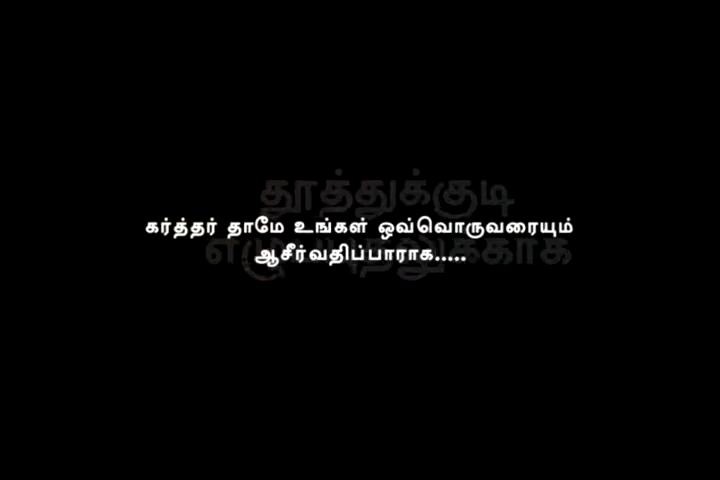 தூத்துக்குடி
கர்த்தர் தாமே உங்கள் ஒவ்வொருவரையும்
ஆசீர்வதிப்பாராக.....